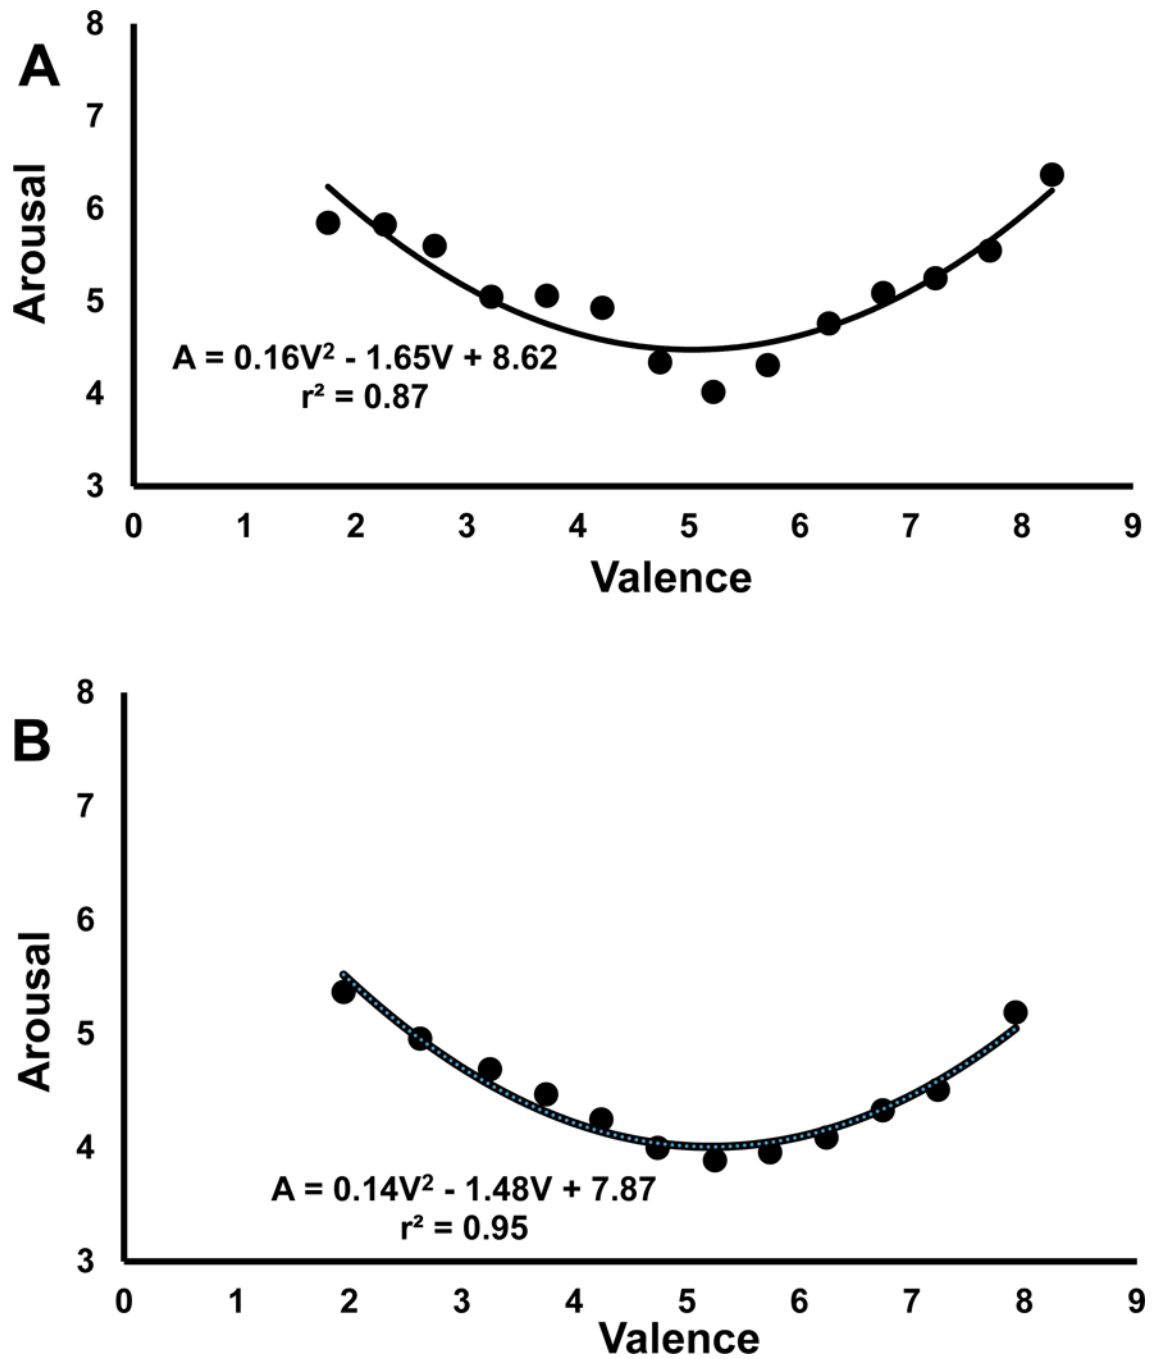 A
8
7
6
5
4
3
Arousal
A = 0.16V² - 1.65V + 8.62
r² = 0.87
0 1 2 3 4 5 6 7 8 9
Valence
B
8
7
6
5
4
3
Arousal
A = 0.14V² - 1.48V + 7.87
r² = 0.95
0 1 2 3 4 5 6 7 8 9
Valence